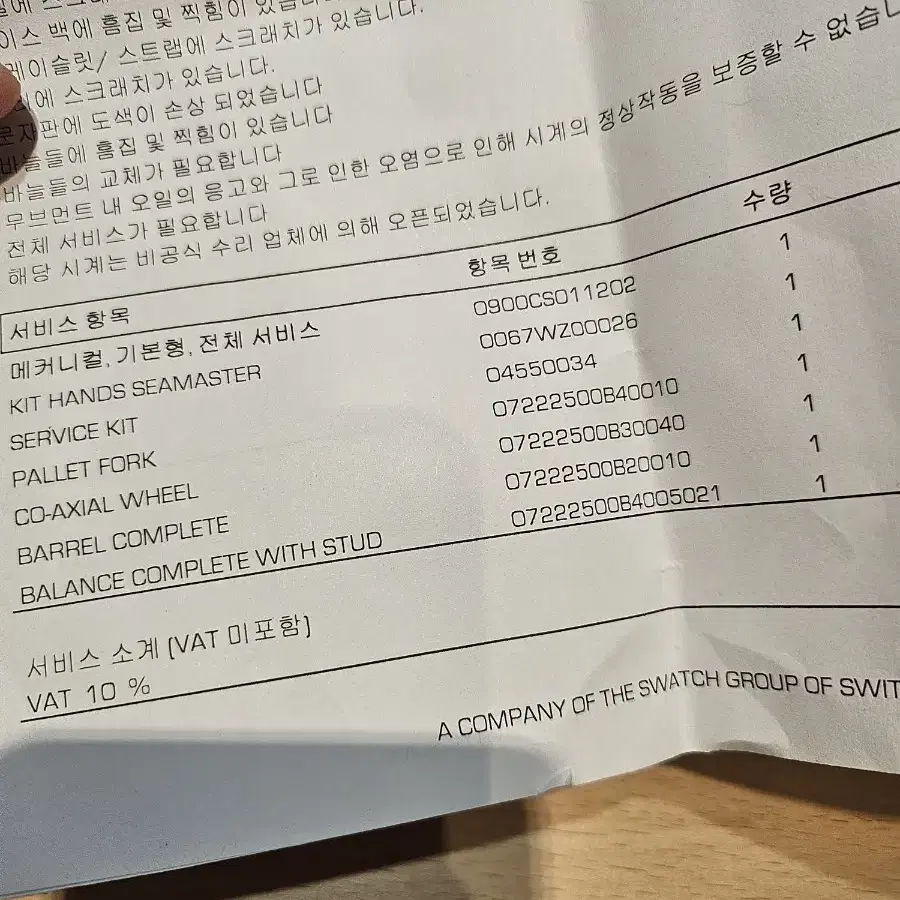 이스 백에 흠집 및 찍힘이
레이슬릿/ 스트랩에 스크래치가 있습니다.
에 스크래치가 있습니다.
문자판에 도색이 손상 되었습니다
바늘들에 흠집 및 찍힘이 있습니다
바늘들의 교체가 필요합니다
무브먼트 내 오일의 응고와 그로 인한 오염으로 인해 시계의 정상작동을 보증할 수 없습니
전체 서비스가 필요합니다
해당 시계는 비공식 수리 업체에 의해 오픈되었습니다.
서비스 항목 항목 번호 수량
메커니컬, 기본형, 전체 서비스 0900CS011202 1
KIT HANDS SEAMASTER 0067WZ00026 1
SERVICE KIT 04550034 1
PALLET FORK 07222500B40010 1
CO-AXIAL WHEEL 07222500B30040 1
BARREL COMPLETE 07222500B20010 1
BALANCE COMPLETE WITH STUD 07222500B4005021 1
서비스 소계 (VAT 미포함)
VAT 10 %
A COMPANY OF THE SWATCH GROUP OF SWIT